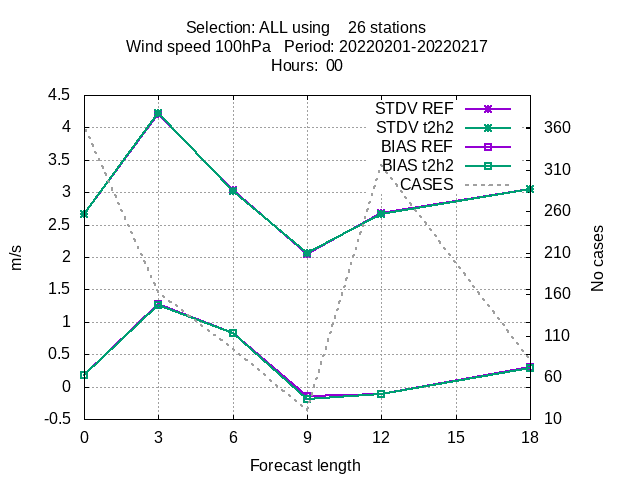 Selection: ALL using    26 stations
Wind speed 100hPa   Period: 20220201-20220217
Hours:  00
4.5
4
3.5
3
2.5
2
1.5
1
0.5
0
-0.5
m/s
STDV REF
STDV t2h2
BIAS REF
BIAS t2h2
CASES
360
310
260
210
160
110
60
10
No cases
0 3 6 9 12 15 18
Forecast length